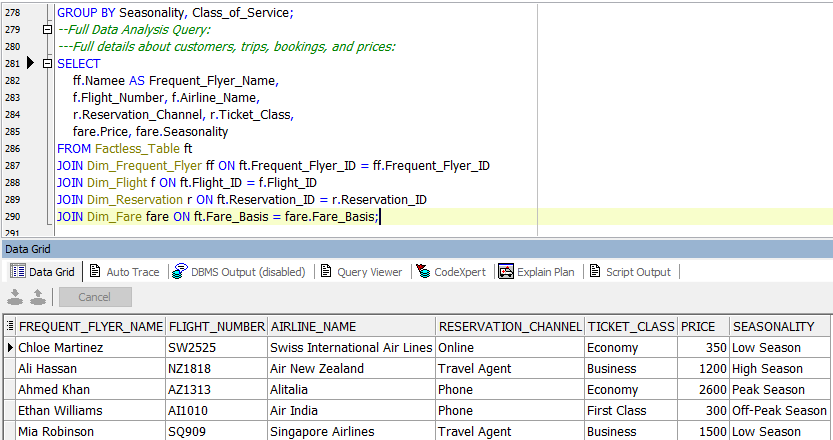 278 GROUP BY Seasonality, Class_of_Service;
279 --Full Data Analysis Query:
280 ---Full details about customers, trips, bookings, and prices:
281 SELECT
282 ff.Namee AS Frequent_Flyer_Name,
283 f.Flight_Number, f.Airline_Name,
284 r.Reservation_Channel, r.Ticket_Class,
285 fare.Price, fare.Seasonality
286 FROM Factless_Table ft
287 JOIN Dim_Frequent_Flyer ff ON ft.Frequent_Flyer_ID = ff.Frequent_Flyer_ID
288 JOIN Dim_Flight f ON ft.Flight_ID = f.Flight_ID
289 JOIN Dim_Reservation r ON ft.Reservation_ID = r.Reservation_ID
290 JOIN Dim_Fare fare ON ft.Fare_Basis = fare.Fare_Basis;
291
Data Grid
Data Grid Auto Trace DBMS Output (disabled) Query Viewer CodeXpert Explain Plan Script Output
Cancel
FREQUENT_FLYER_NAME FLIGHT_NUMBER AIRLINE_NAME RESERVATION_CHANNEL TICKET_CLASS PRICE SEASONALITY
Chloe Martinez SW2525 Swiss International Air Lines Online Economy 350 Low Season
Ali Hassan NZ1818 Air New Zealand Travel Agent Business 1200 High Season
Ahmed Khan AZ1313 Alitalia Phone Economy 2600 Peak Season
Ethan Williams AI1010 Air India Phone First Class 300 Off-Peak Season
Mia Robinson SQ909 Singapore Airlines Travel Agent Business 1500 Low Season